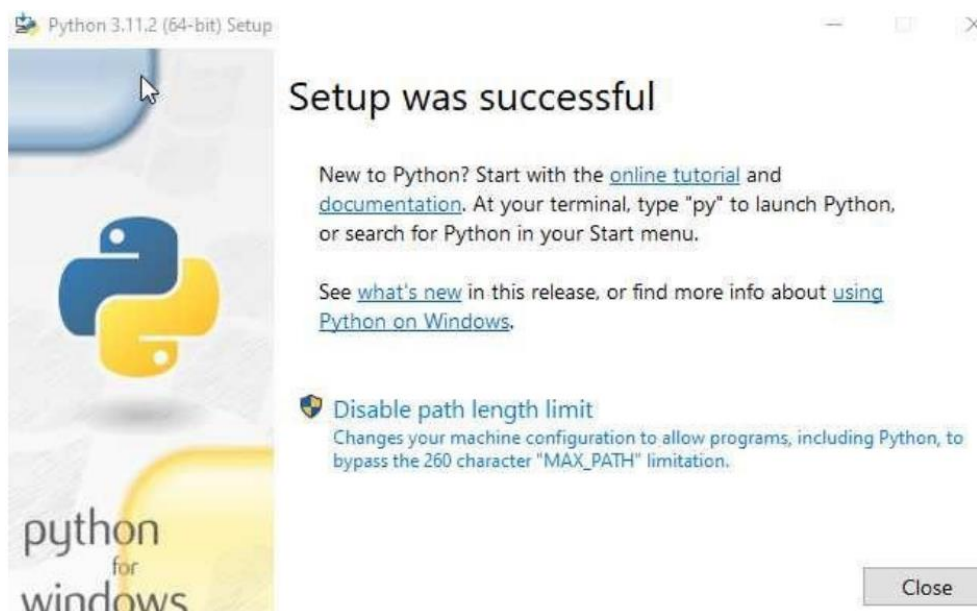 Python 3.11.2 (64-bit) Setup
Setup was successful
New to Python? Start with the online tutorial and
documentation. At your terminal, type "py" to launch Python,
or search for Python in your Start menu.
See what's new in this release, or find more info about using
Python on Windows.
Disable path length limit
Changes your machine configuration to allow programs, including Python, to
bypass the 260 character "MAX_PATH" limitation.
python
for
windows
Close